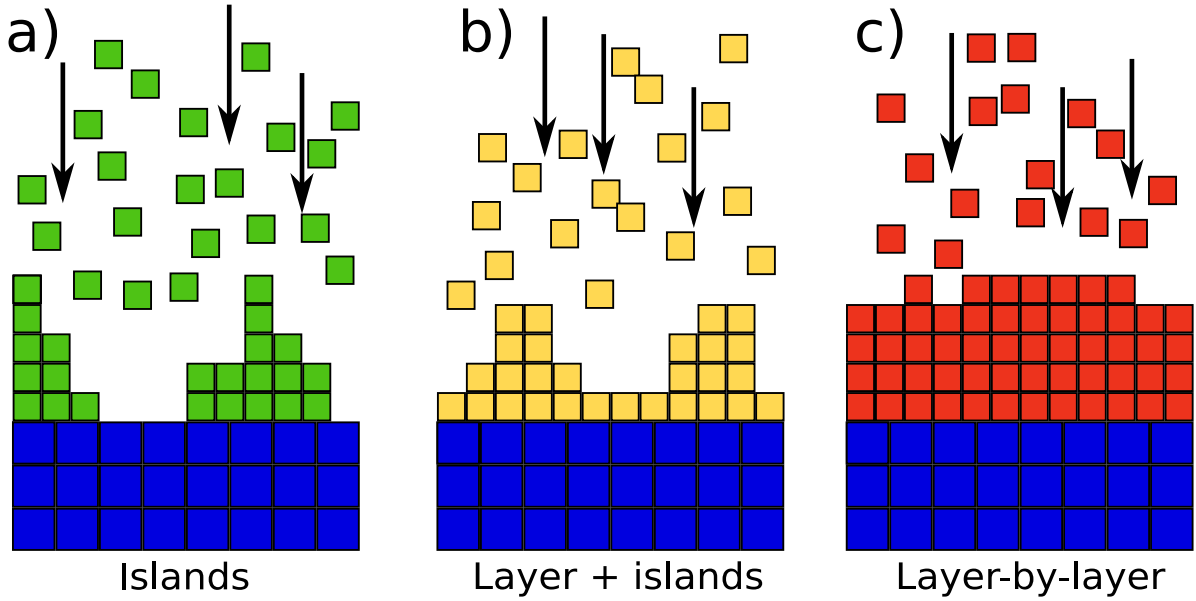 a)
b)
c)
Islands
Layer + islands
Layer-by-layer